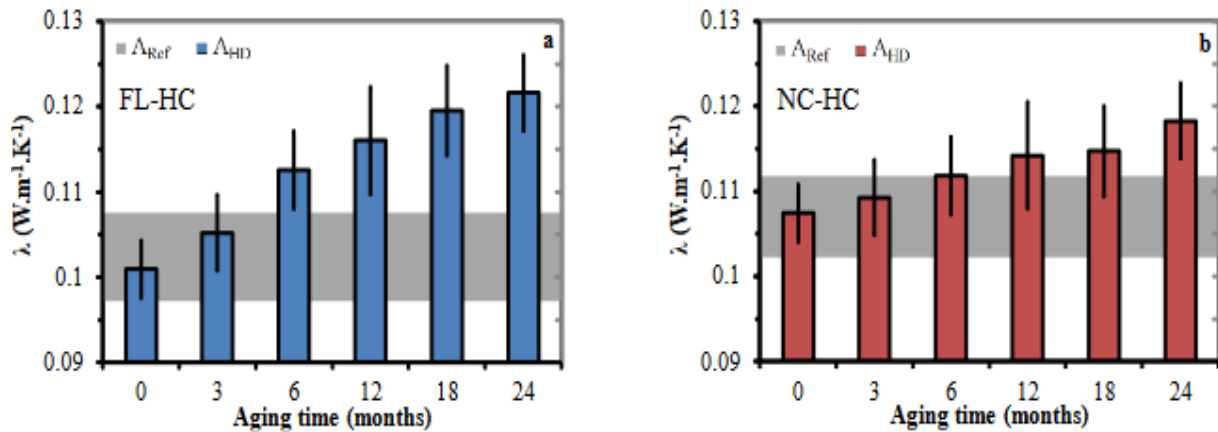 0.13
0.12
0.11
0.1
0.09
λ (W.m⁻¹.K⁻¹)
ΛRef ΛHD
a
FL-HC
0 3 6 12 18 24
Aging time (months)
0.13
0.12
0.11
0.1
0.09
λ (W.m⁻¹.K⁻¹)
ΛRef ΛHD
b
NC-HC
0 3 6 12 18 24
Aging time (months)